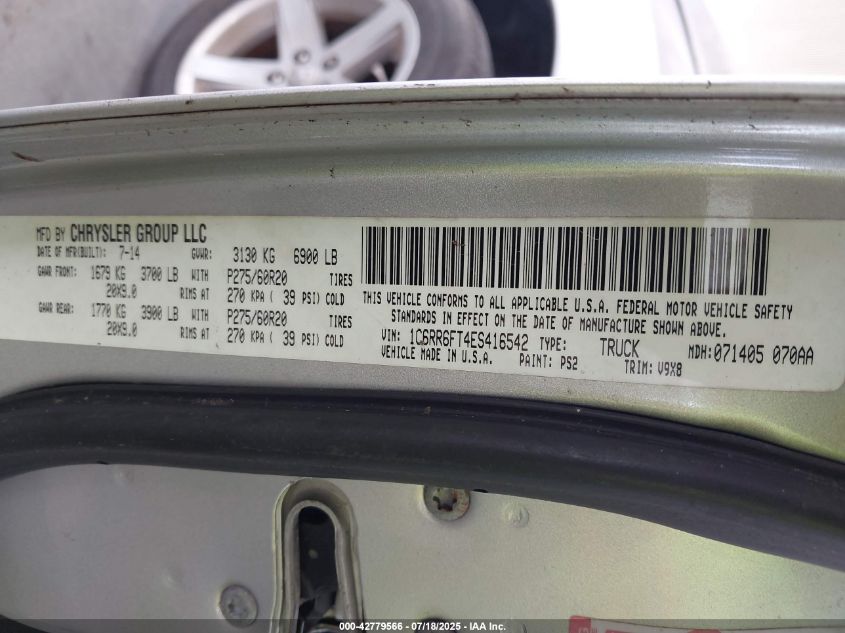 MFD BY CHRYSLER GROUP LLC
DATE OF MFR(BUILT): 7-14 GVWR: 3130 KG 6900 LB
GAWR FRONT: 1679 KG 3700 LB WITH P275/60R20 TIRES
20X9.0 RIMS AT 270 KPA ( 39 PSI) COLD
GAWR REAR: 1770 KG 3900 LB WITH P275/60R20 TIRES
20X9.0 RIMS AT 270 KPA ( 39 PSI) COLD
THIS VEHICLE CONFORMS TO ALL APPLICABLE U.S.A. FEDERAL MOTOR VEHICLE SAFETY
STANDARDS IN EFFECT ON THE DATE OF MANUFACTURE SHOWN ABOVE.
VIN: 1C6RR6FT4ES416542 TYPE: TRUCK MDH: 071405 070AA
VEHICLE MADE IN U.S.A. PAINT: PS2 TRIM: V9X8
000-42779566 - 07/18/2025 - IAA Inc.